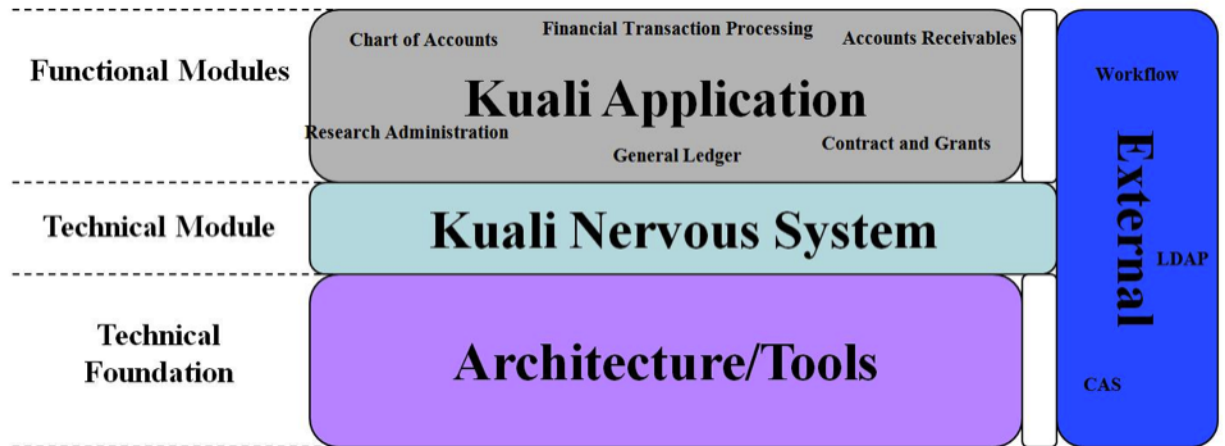 Functional Modules
Chart of Accounts
Financial Transaction Processing
Accounts Receivables
Kuali Application
Research Administration
General Ledger
Contract and Grants
Technical Module
Kuali Nervous System
Technical
Foundation
Architecture/Tools
Workflow
External
LDAP
CAS